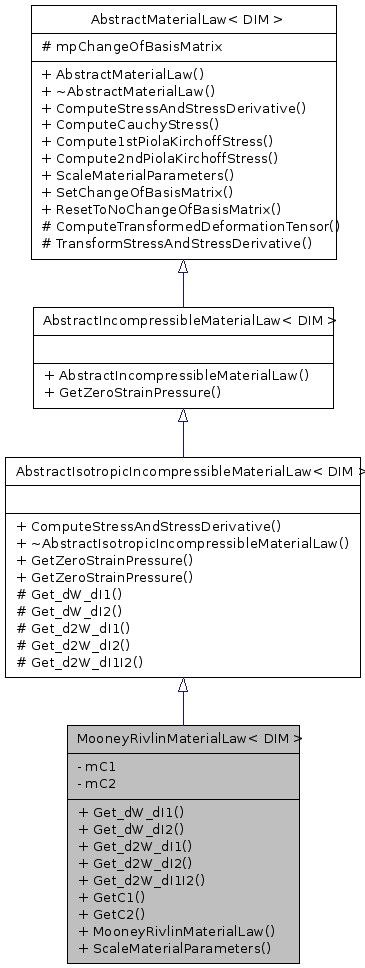 AbstractMaterialLaw< DIM >
# mpChangeOfBasisMatrix
+ AbstractMaterialLaw()
+ ~AbstractMaterialLaw()
+ ComputeStressAndStressDerivative()
+ ComputeCauchyStress()
+ Compute1stPiolaKirchoffStress()
+ Compute2ndPiolaKirchoffStress()
+ ScaleMaterialParameters()
+ SetChangeOfBasisMatrix()
+ ResetToNoChangeOfBasisMatrix()
# ComputeTransformedDeformationTensor()
# TransformStressAndStressDerivative()
AbstractIncompressibleMaterialLaw< DIM >
+ AbstractIncompressibleMaterialLaw()
+ GetZeroStrainPressure()
AbstractIsotropicIncompressibleMaterialLaw< DIM >
+ ComputeStressAndStressDerivative()
+ ~AbstractIsotropicIncompressibleMaterialLaw()
+ GetZeroStrainPressure()
+ GetZeroStrainPressure()
# Get_dW_dI1()
# Get_dW_dI2()
# Get_d2W_dI1()
# Get_d2W_dI2()
# Get_d2W_dI1I2()
MooneyRivlinMaterialLaw< DIM >
- mC1
- mC2
+ Get_dW_dI1()
+ Get_dW_dI2()
+ Get_d2W_dI1()
+ Get_d2W_dI2()
+ Get_d2W_dI1I2()
+ GetC1()
+ GetC2()
+ MooneyRivlinMaterialLaw()
+ ScaleMaterialParameters()